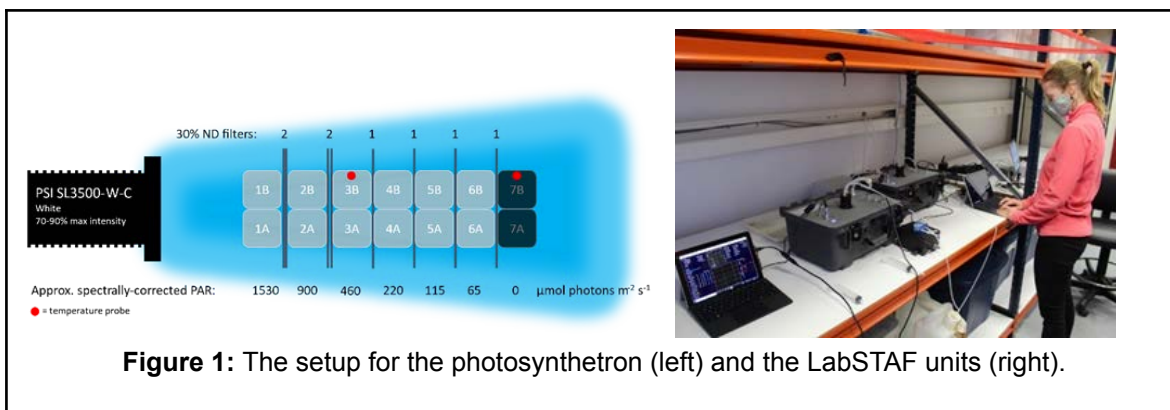 30% ND filters: 2 2 1 1 1 1
PSI SL3500-W-C
White
70-90% max intensity
1B 2B 3B 4B 5B 6B 7B
1A 2A 3A 4A 5A 6A 7A
Approx. spectrally-corrected PAR: 1530 900 460 220 115 65 0 μmol photons m⁻² s⁻¹
= temperature probe
Figure 1: The setup for the photosynthetron (left) and the LabSTAF units (right).